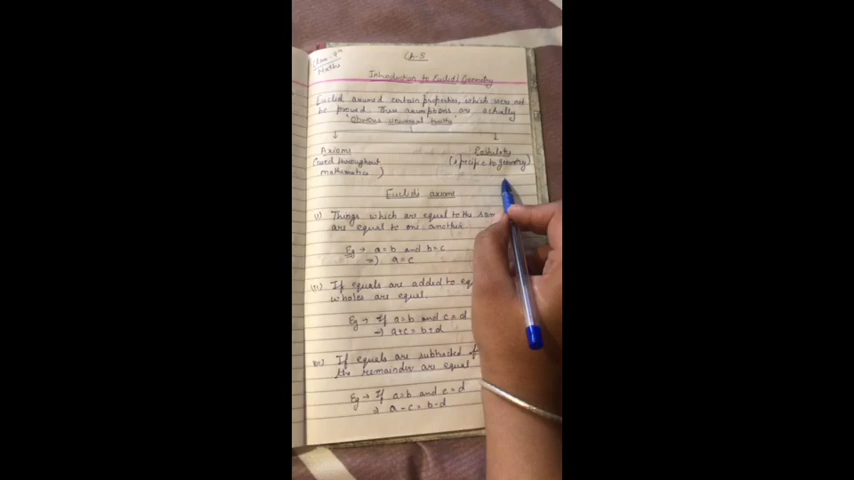 Class-9th
Maths
Ch-5
Introduction to Euclid Geometry
Euclid assumed certain properties, which were not
be proved. These assumptions are actually
"Obvious universal truths"
Axioms
(used throughout
mathematics )
Postulates
(specific to geometry)
Euclid's axioms
(i) Things which are equal to the
are equal to one another.
Eg → a=b and b=c
⇒ a=c
(ii) If equals are added to
wholes are equal.
Eg → If a=b and c=d
⇒ a+c = b+d
(iii) If equals are subtracted
the remainder are equal
Eg → If a=b and c=d
⇒ a-c = b-d